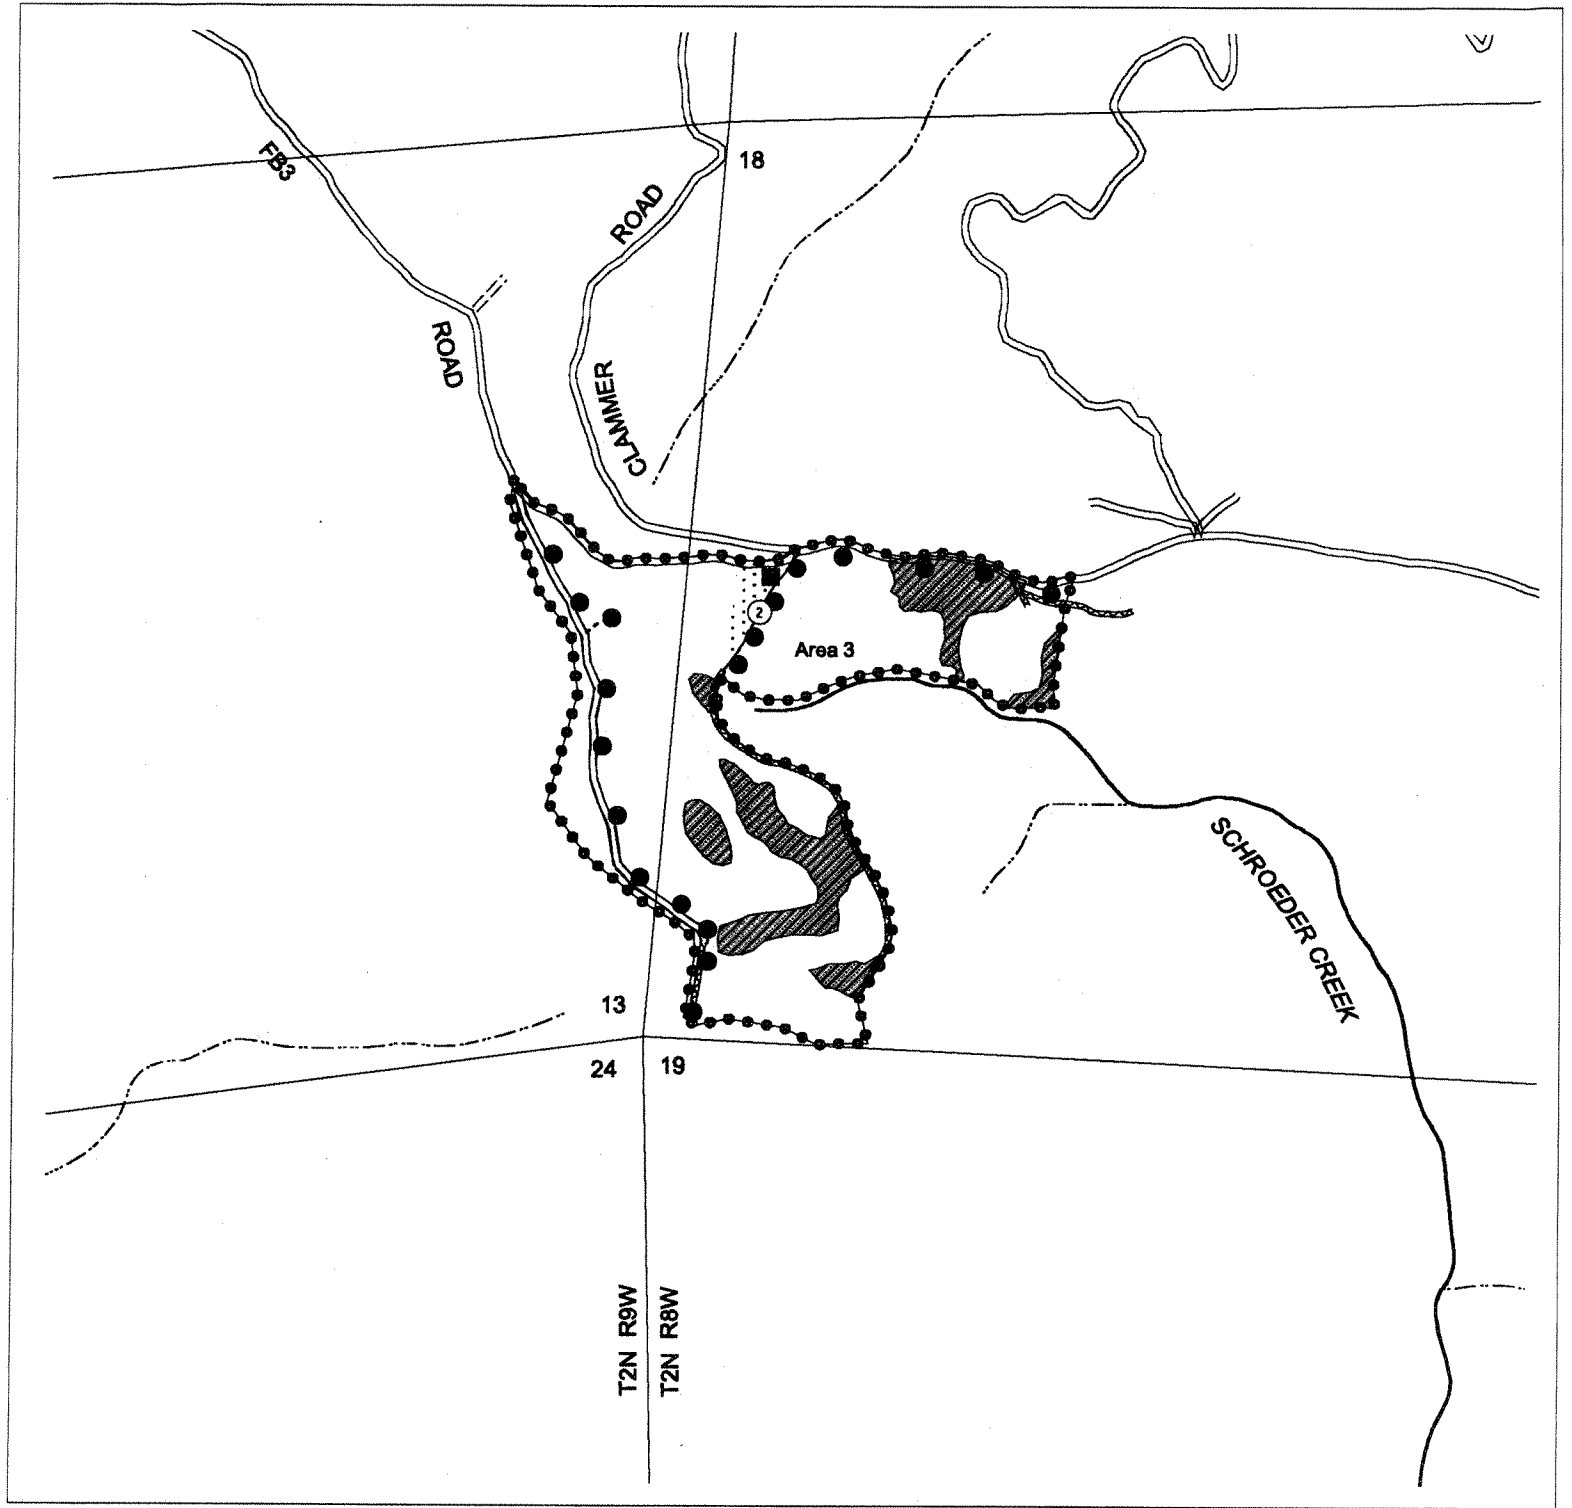 FB3
ROAD
18
ROAD
CLAMMER
2
Area 3
SCHROEDER CREEK
13
24
19
T2N R9W
T2N R8W